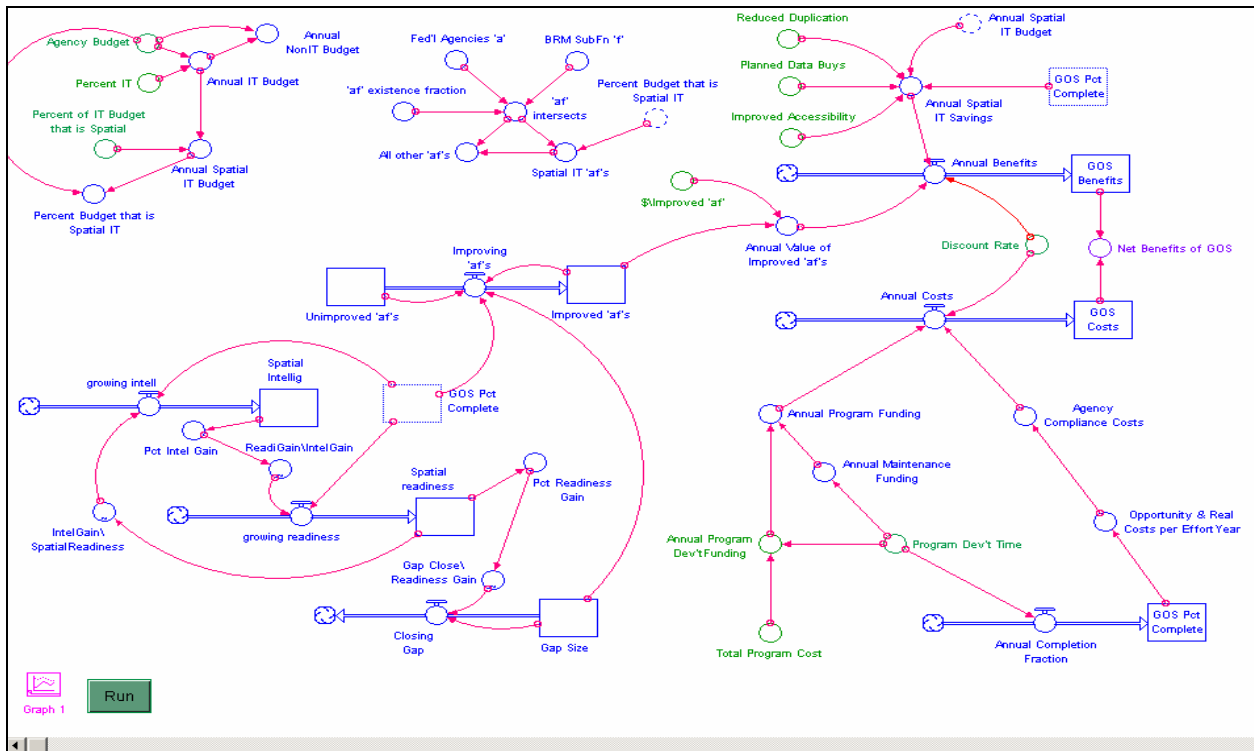 Agency Budget
Annual
NonIT Budget
Annual IT Budget
Percent IT
Percent of IT Budget
that is Spatial
Annual Spatial
IT Budget
Percent Budget that is
Spatial IT
Fed'l Agencies 'a'
BRM SubFn 'f'
'af' existence fraction
'af'
intersects
Percent Budget that is
Spatial IT
All other 'af's
Spatial IT 'af's
Reduced Duplication
Annual Spatial
IT Budget
Planned Data Buys
GOS Pct
Complete
Annual Spatial
IT Savings
Improved Accessibility
Annual Benefits
GOS
Benefits
$\Improved 'af'
Annual Value of
Improved 'af's
Discount Rate
Net Benefits of GOS
Improving
'af's
Unimproved 'af's
Improved 'af's
Annual Costs
GOS
Costs
Spatial
Intellig
growing intell
GOS Pct
Complete
Pct Intel Gain
ReadiGain\IntelGain
Spatial
readiness
Pct Readiness
Gain
growing readiness
IntelGain\
SpatialReadiness
Gap Close\
Readiness Gain
Closing
Gap
Gap Size
Annual Program Funding
Agency
Compliance Costs
Annual Maintenance
Funding
Opportunity & Real
Costs per Effort Year
Annual Program
Dev't Funding
Program Dev't Time
GOS Pct
Complete
Annual Completion
Fraction
Total Program Cost
Graph 1
Run